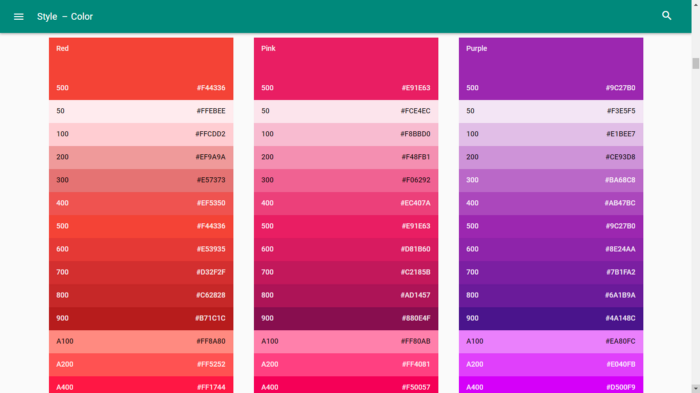 Style – Color
Red
500 #F44336
50 #FFEBEE
100 #FFCDD2
200 #EF9A9A
300 #E57373
400 #EF5350
500 #F44336
600 #E53935
700 #D32F2F
800 #C62828
900 #B71C1C
A100 #FF8A80
A200 #FF5252
A400 #FF1744
Pink
500 #E91E63
50 #FCE4EC
100 #F8BBD0
200 #F48FB1
300 #F06292
400 #EC407A
500 #E91E63
600 #D81B60
700 #C2185B
800 #AD1457
900 #880E4F
A100 #FF80AB
A200 #FF4081
A400 #F50057
Purple
500 #9C27B0
50 #F3E5F5
100 #E1BEE7
200 #CE93D8
300 #BA68C8
400 #AB47BC
500 #9C27B0
600 #8E24AA
700 #7B1FA2
800 #6A1B9A
900 #4A148C
A100 #EA80FC
A200 #E040FB
A400 #D500F9